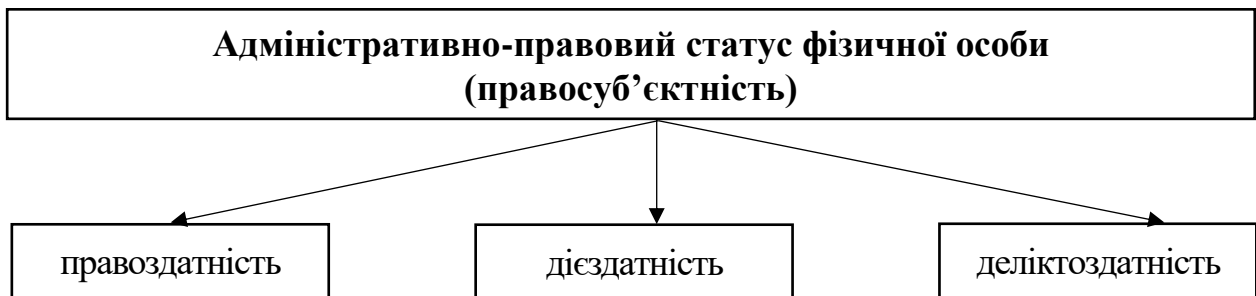 Адміністративно-правовий статус фізичної особи
(правосуб’єктність)
правоздатність
дієздатність
деліктоздатність